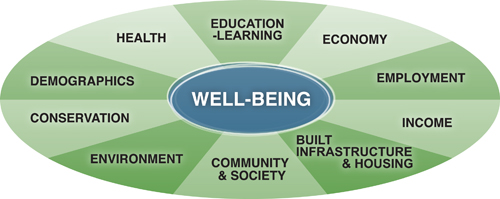 EDUCATION
-LEARNING
HEALTH
ECONOMY
DEMOGRAPHICS
EMPLOYMENT
WELL-BEING
CONSERVATION
INCOME
ENVIRONMENT
COMMUNITY
& SOCIETY
BUILT
INFRASTRUCTURE
& HOUSING